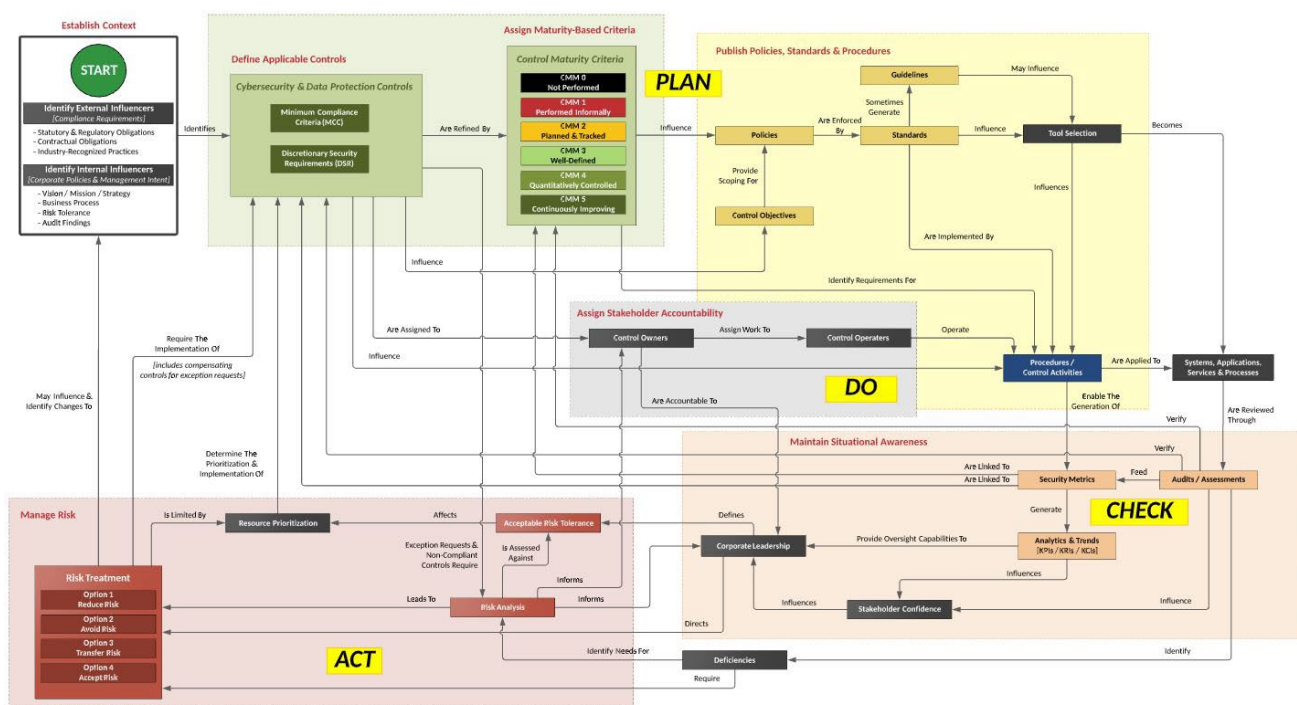 Establish Context
START
Identify External Influencers
[Compliance Requirements]
- Statutory & Regulatory Obligations
- Contractual Obligations
- Industry-Recognized Practices
Identify Internal Influencers
[Corporate Policies & Management Intent]
- Vision / Mission / Strategy
- Business Process
- Risk Tolerance
- Audit Findings
Identifies
Define Applicable Controls
Cybersecurity & Data Protection Controls
Minimum Compliance
Criteria (MCC)
Discretionary Security
Requirements (DSR)
Are Refined By
Assign Maturity-Based Criteria
Control Maturity Criteria
CMM 0
Not Performed
CMM 1
Performed Informally
CMM 2
Planned & Tracked
CMM 3
Well-Defined
CMM 4
Quantitatively Controlled
CMM 5
Continuously Improving
PLAN
Influence
Publish Policies, Standards & Procedures
Guidelines
May Influence
Sometimes
Generate
Policies
Are Enforced
By
Standards
Influence
Tool Selection
Becomes
Provide
Scoping For
Influences
Control Objectives
Are Implemented By
Influence
Identify Requirements For
Assign Stakeholder Accountability
Are Assigned To
Control Owners
Assign Work To
Control Operaters
Operate
Influence
Procedures /
Control Activities
Are Applied To
Systems, Applications,
Services & Processes
DO
Require The
Implementation Of
[includes compensating
controls for exception requests]
May Influence &
Identify Changes To
Are Accountable To
Enable The
Generation Of
Are Reviewed
Through
Verify
Maintain Situational Awareness
Verify
Determine The
Prioritization &
Implementation Of
Are Linked To
Are Linked To
Security Metrics
Feed
Audits / Assessments
CHECK
Generate
Manage Risk
Is Limited By
Resource Prioritization
Affects
Acceptable Risk Tolerance
Defines
Corporate Leadership
Provide Oversight Capabilities To
Analytics & Trends
[KPIs / KRIs / KCIs]
Exception Requests &
Non-Compliant
Controls Require
Is Assessed
Against
Influences
Risk Treatment
Option 1
Reduce Risk
Option 2
Avoid Risk
Option 3
Transfer Risk
Option 4
Accept Risk
Leads To
Risk Analysis
Informs
Informs
Influences
Stakeholder Confidence
Influence
Directs
ACT
Identify Needs For
Deficiencies
Identify
Require